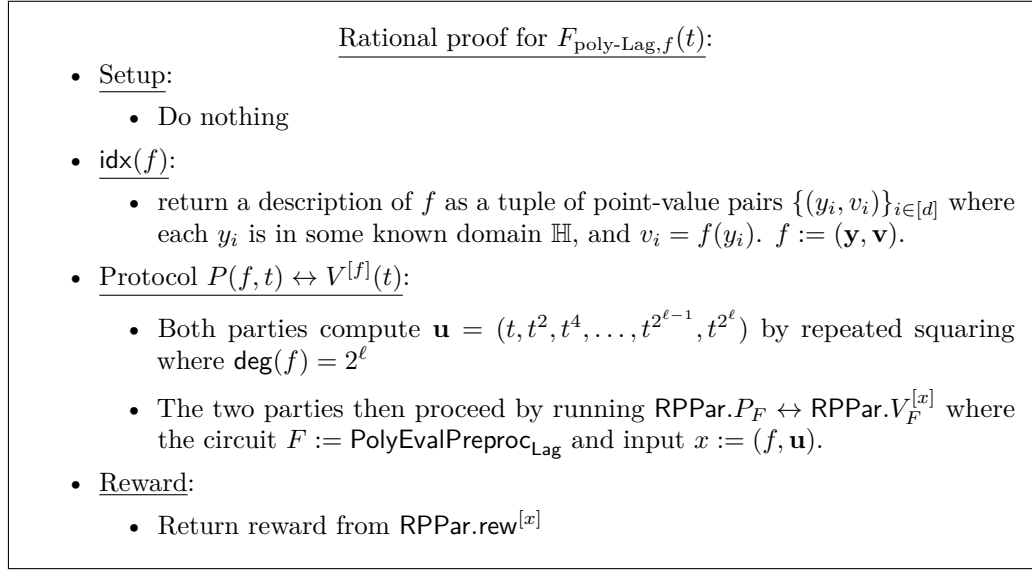 Rational proof for F_{poly-Lag,f}(t):
• Setup:
• Do nothing
• idx(f):
• return a description of f as a tuple of point-value pairs {(y_i, v_i)}_{i∈[d]} where
each y_i is in some known domain ℍ, and v_i = f(y_i). f := (𝐲, 𝐯).
• Protocol P(f, t) ↔ V^{[f]}(t):
• Both parties compute 𝐮 = (t, t^2, t^4, . . . , t^{2^{ℓ−1}}, t^{2^ℓ}) by repeated squaring
where deg(f) = 2^ℓ
• The two parties then proceed by running RPPar.P_F ↔ RPPar.V_F^{[x]} where
the circuit F := PolyEvalPreproc_{Lag} and input x := (f, 𝐮).
• Reward:
• Return reward from RPPar.rew^{[x]}